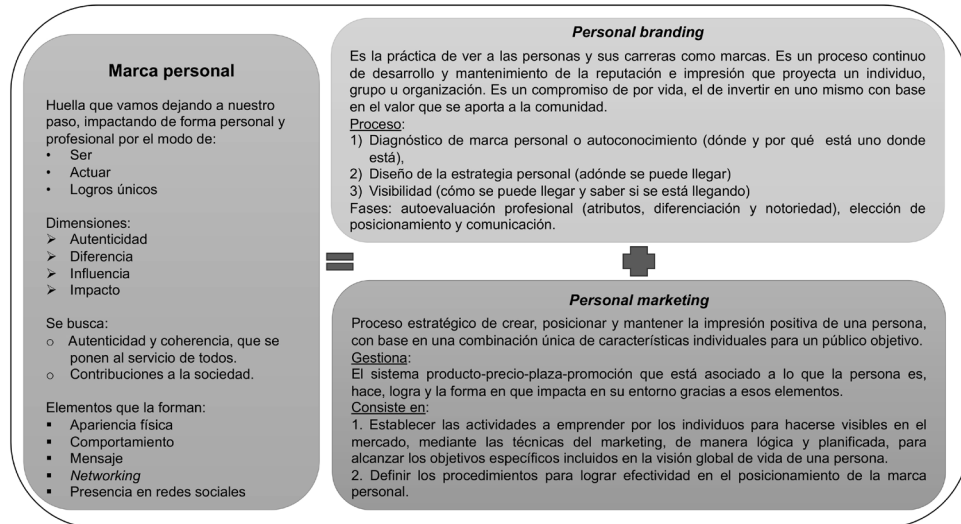 Marca personal
Huella que vamos dejando a nuestro
paso, impactando de forma personal y
profesional por el modo de:
• Ser
• Actuar
• Logros únicos
Dimensiones:
➢ Autenticidad
➢ Diferencia
➢ Influencia
➢ Impacto
Se busca:
o Autenticidad y coherencia, que se
ponen al servicio de todos.
o Contribuciones a la sociedad.
Elementos que la forman:
▪ Apariencia física
▪ Comportamiento
▪ Mensaje
▪ Networking
▪ Presencia en redes sociales
=
Personal branding
Es la práctica de ver a las personas y sus carreras como marcas. Es un proceso continuo
de desarrollo y mantenimiento de la reputación e impresión que proyecta un individuo,
grupo u organización. Es un compromiso de por vida, el de invertir en uno mismo con base
en el valor que se aporta a la comunidad.
Proceso:
1) Diagnóstico de marca personal o autoconocimiento (dónde y por qué está uno donde
está),
2) Diseño de la estrategia personal (adónde se puede llegar)
3) Visibilidad (cómo se puede llegar y saber si se está llegando)
Fases: autoevaluación profesional (atributos, diferenciación y notoriedad), elección de
posicionamiento y comunicación.
+
Personal marketing
Proceso estratégico de crear, posicionar y mantener la impresión positiva de una persona,
con base en una combinación única de características individuales para un público objetivo.
Gestiona:
El sistema producto-precio-plaza-promoción que está asociado a lo que la persona es,
hace, logra y la forma en que impacta en su entorno gracias a esos elementos.
Consiste en:
1. Establecer las actividades a emprender por los individuos para hacerse visibles en el
mercado, mediante las técnicas del marketing, de manera lógica y planificada, para
alcanzar los objetivos específicos incluidos en la visión global de vida de una persona.
2. Definir los procedimientos para lograr efectividad en el posicionamiento de la marca
personal.